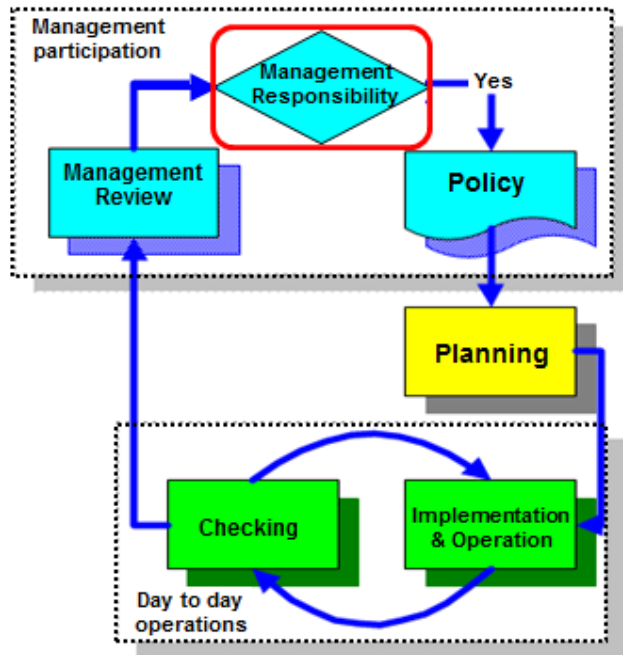 Management
participation
Management
Responsibility
Yes
Management
Review
Policy
Planning
Checking
Implementation
& Operation
Day to day
operations